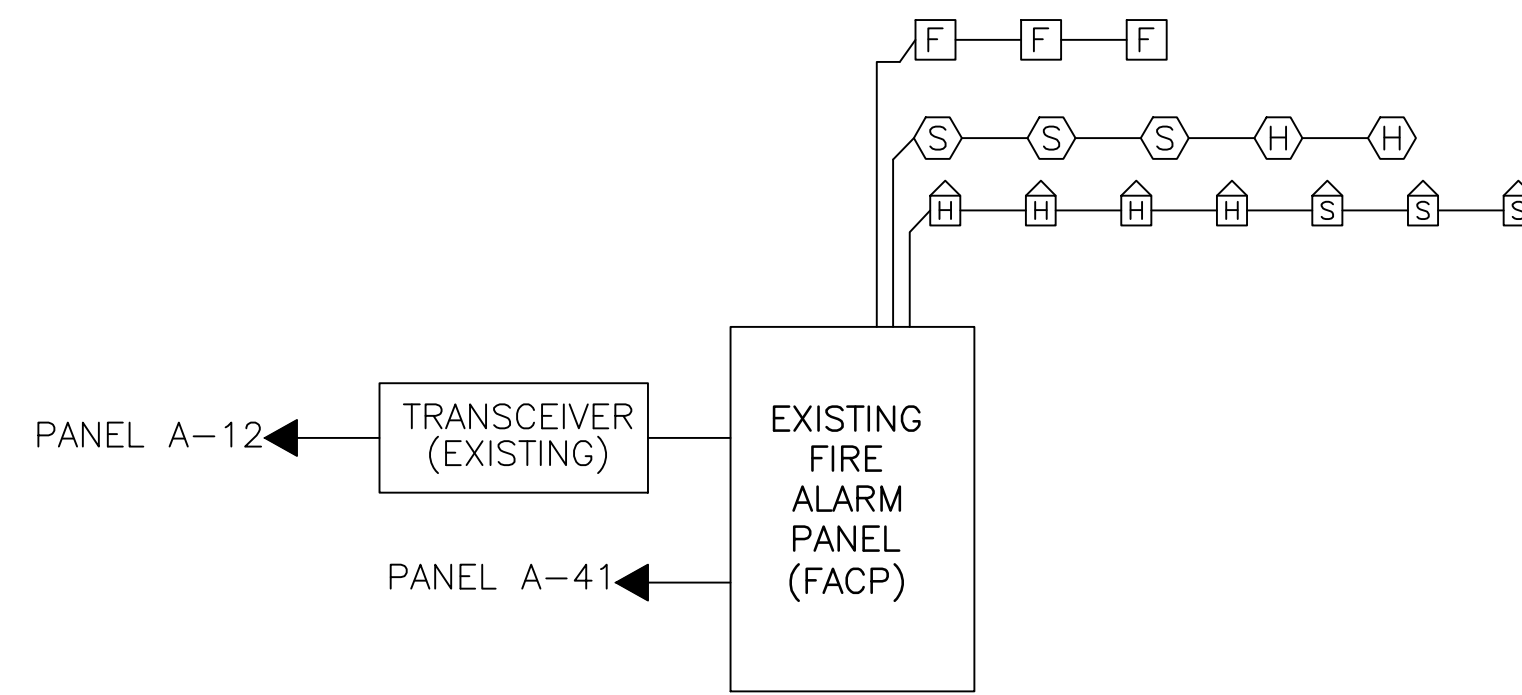 F F F
S S S H H
H H H H S S S
TRANSCEIVER
(EXISTING)
PANEL A-12
EXISTING
FIRE
ALARM
PANEL
(FACP)
PANEL A-41